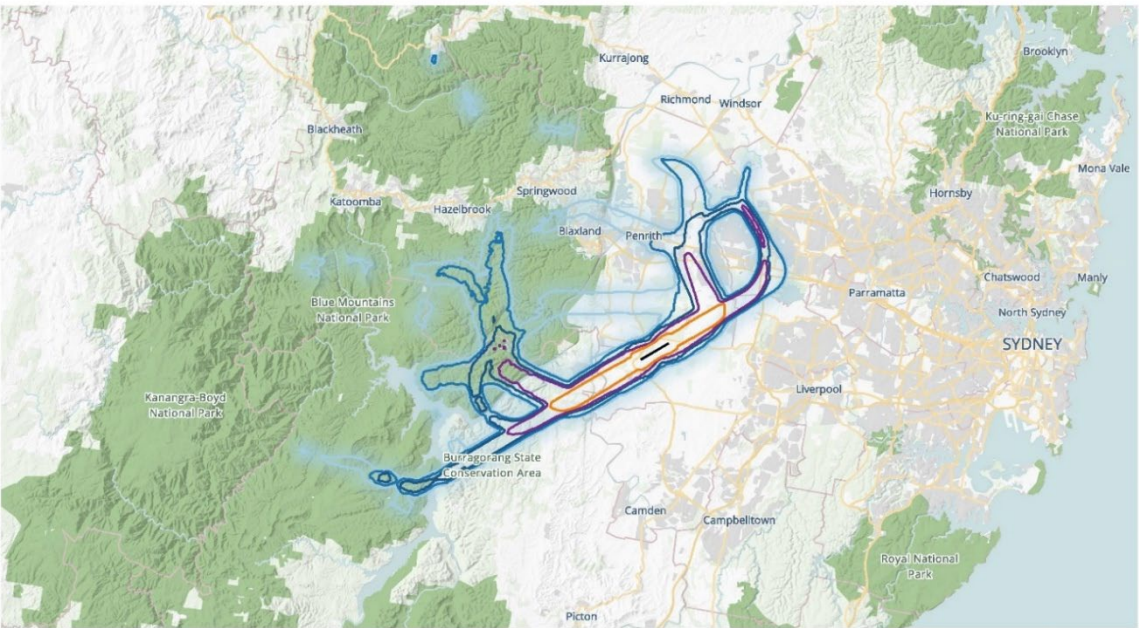 Brooklyn
Kurrajong
Richmond
Windsor
Ku-ring-gai Chase
National Park
Blackheath
Mona Vale
Springwood
Hornsby
Katoomba
Hazelbrook
Blaxland
Penrith
Chatswood
Manly
Parramatta
Blue Mountains
National Park
North Sydney
SYDNEY
Liverpool
Kanangra-Boyd
National Park
Burragorang State
Conservation Area
Camden
Campbelltown
Royal National
Park
Picton